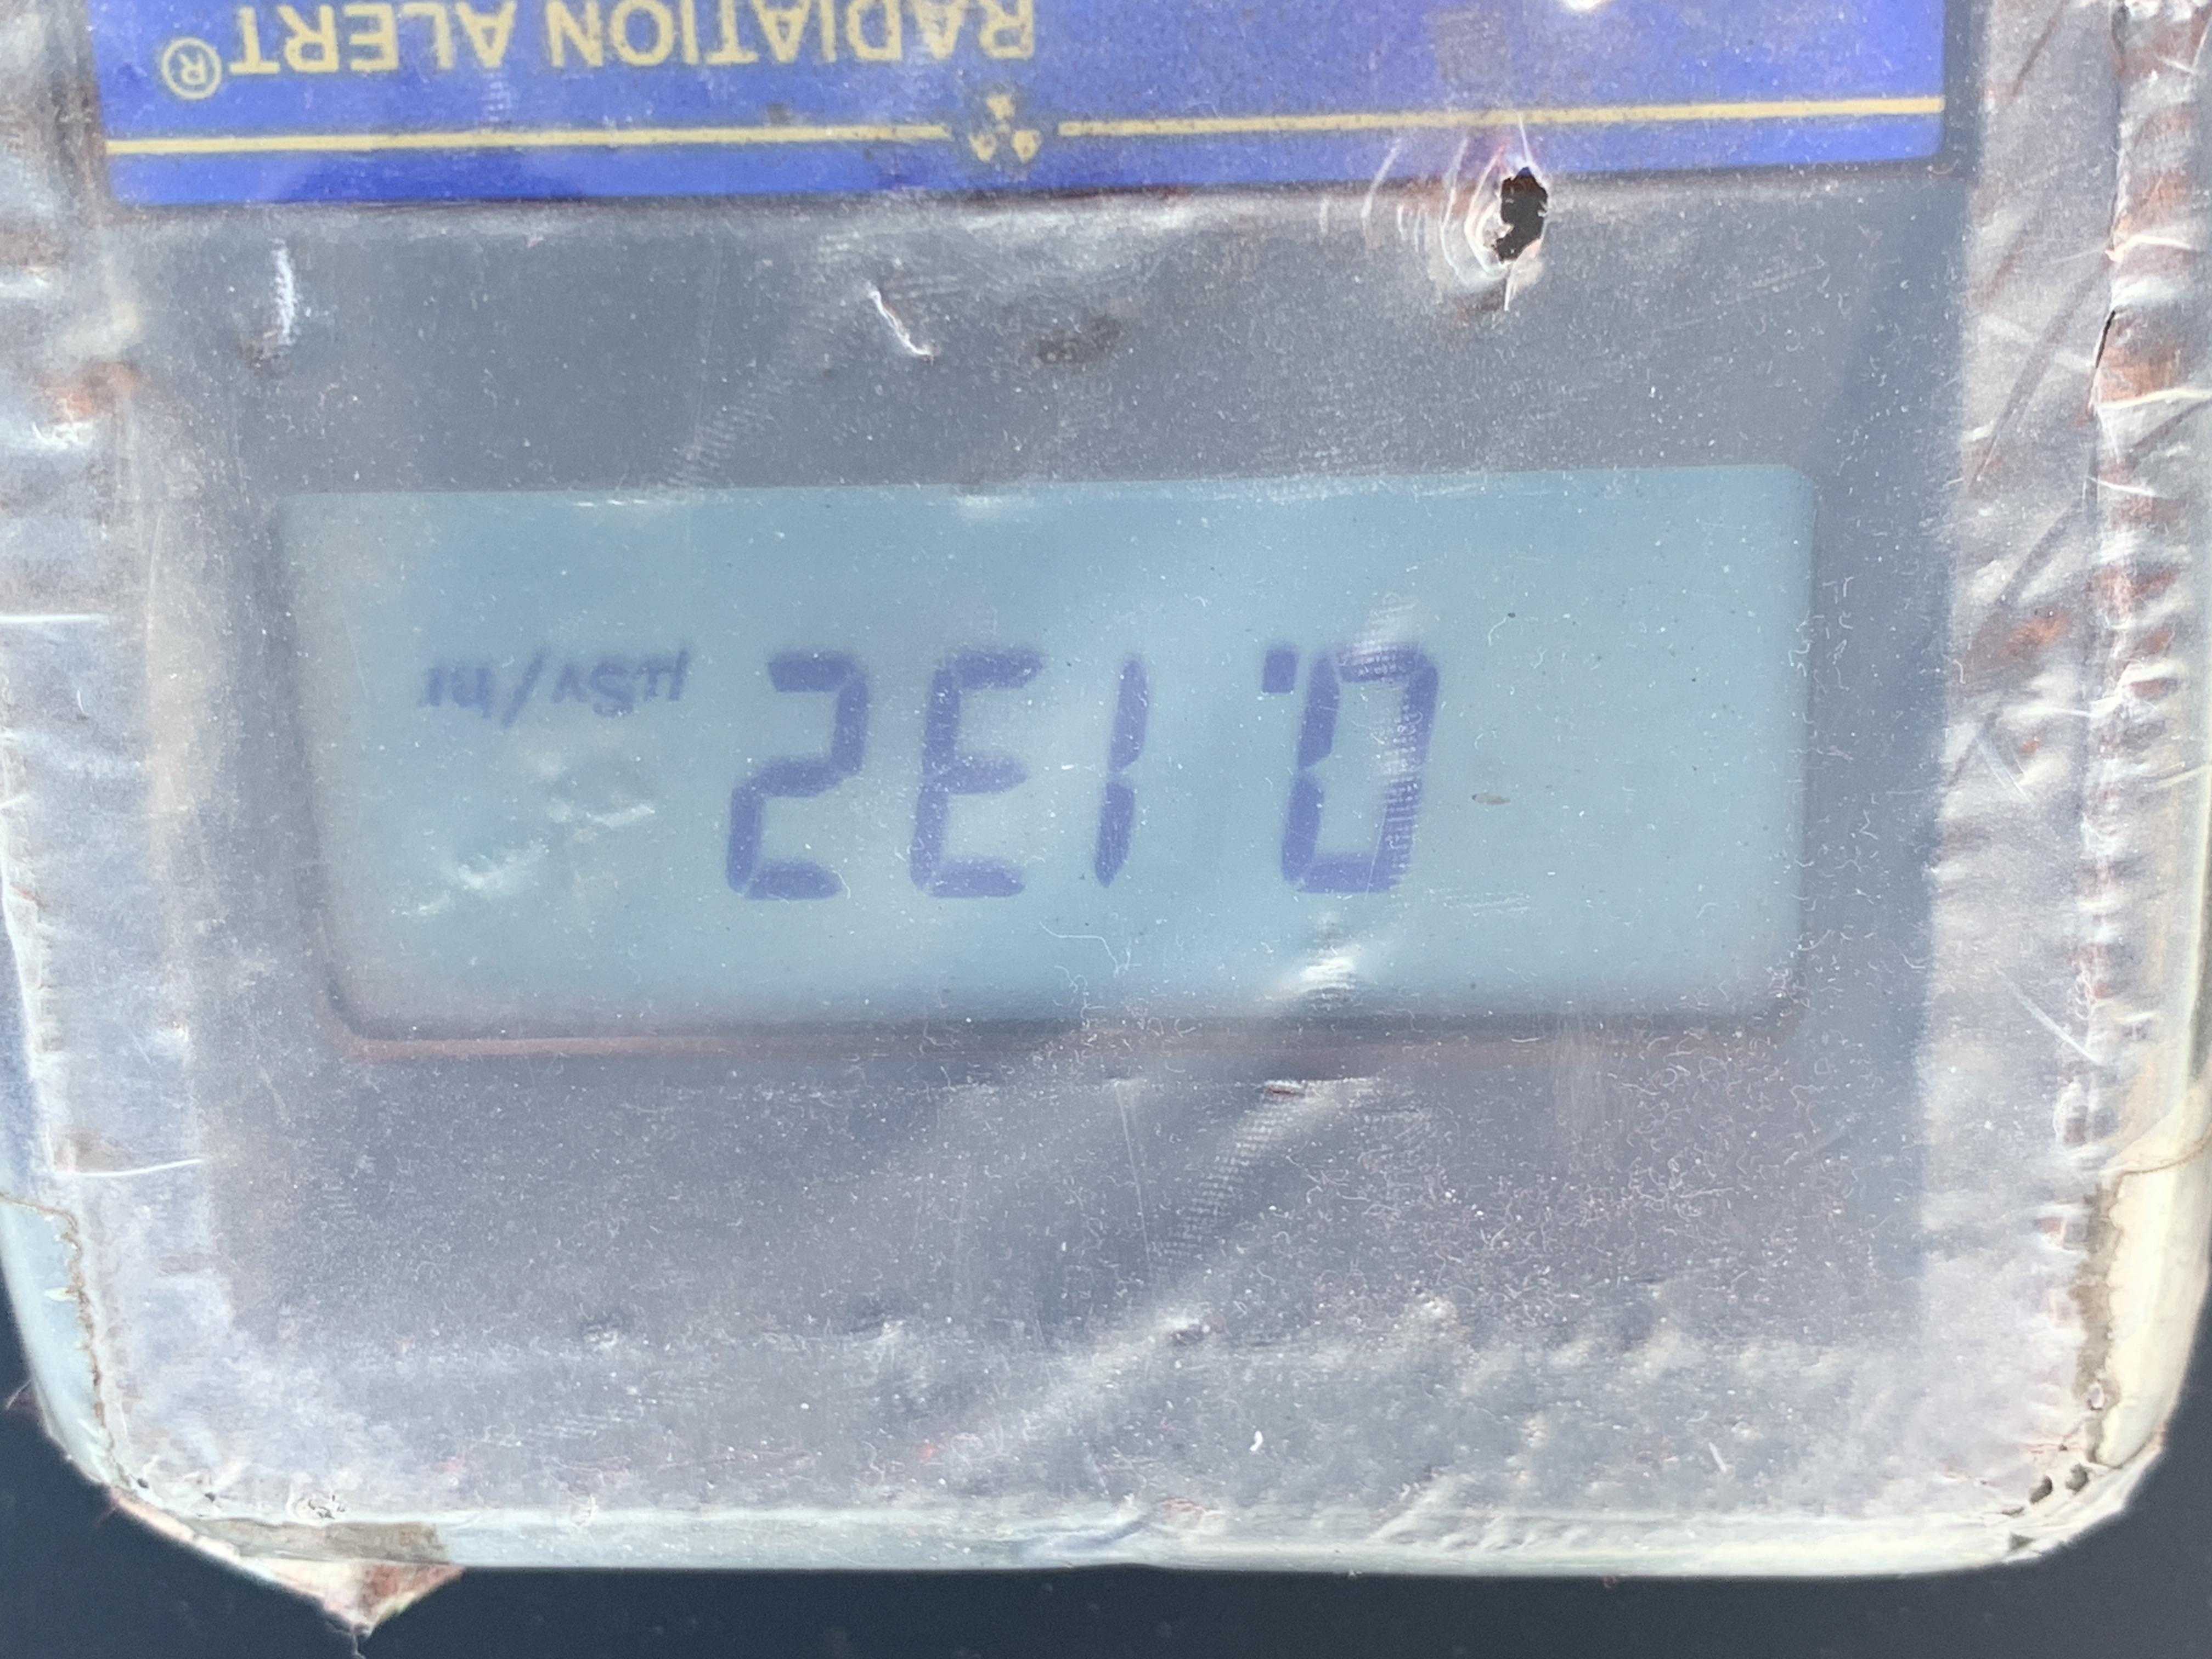 0.132 µSv/hr
RADIATION ALERT®